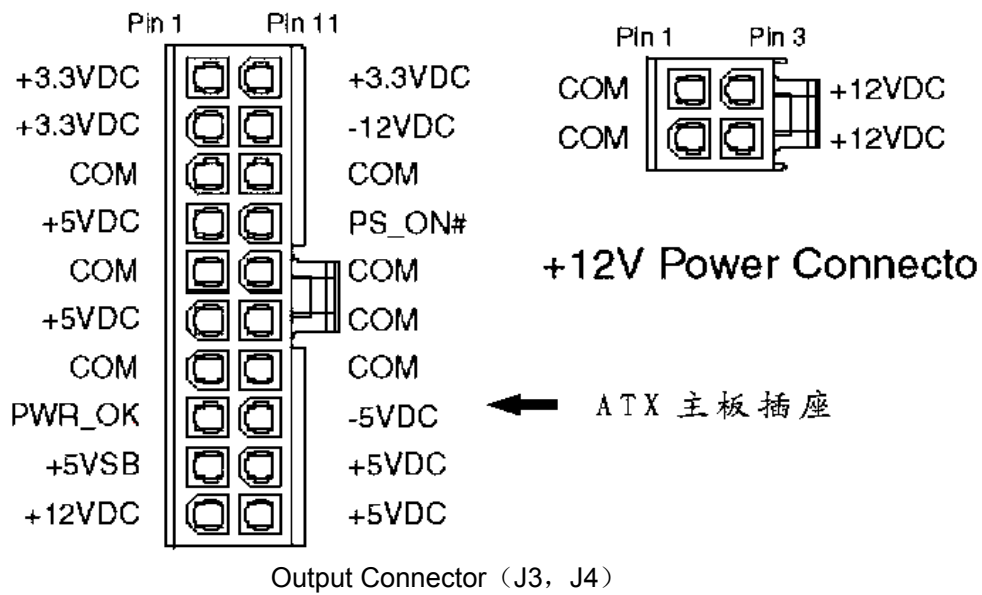 Pin 1 Pin 11
+3.3VDC +3.3VDC
+3.3VDC -12VDC
COM COM
+5VDC PS_ON#
COM COM
+5VDC COM
COM COM
PWR_OK -5VDC
+5VSB +5VDC
+12VDC +5VDC
Pin 1 Pin 3
COM +12VDC
COM +12VDC
+12V Power Connecto
ATX 主板插座
Output Connector（J3，J4）